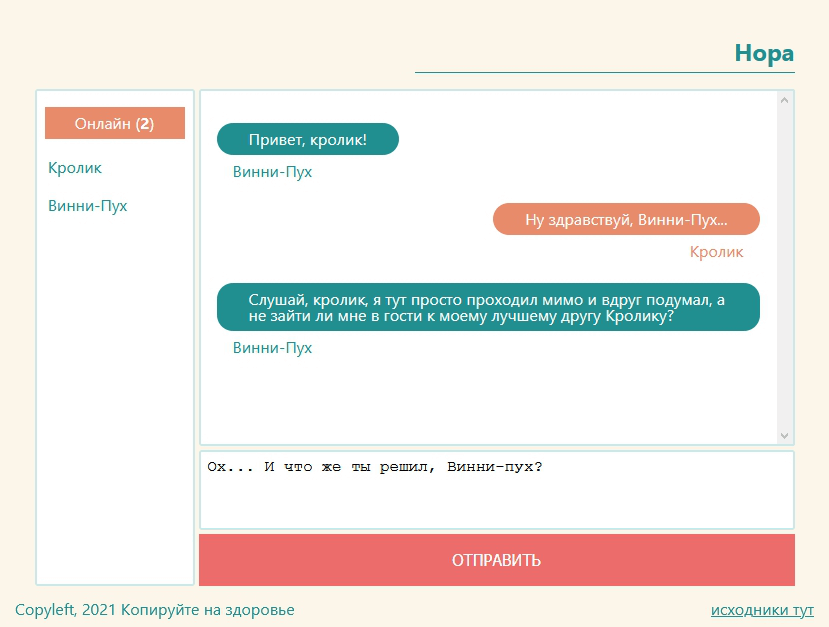 Нора
Онлайн (2)
Кролик
Винни-Пух
Привет, кролик!
Винни-Пух
Ну здравствуй, Винни-Пух...
Кролик
Слушай, кролик, я тут просто проходил мимо и вдруг подумал, а
не зайти ли мне в гости к моему лучшему другу Кролику?
Винни-Пух
Ох... И что же ты решил, Винни-пух?
ОТПРАВИТЬ
Copyleft, 2021 Копируйте на здоровье
исходники тут